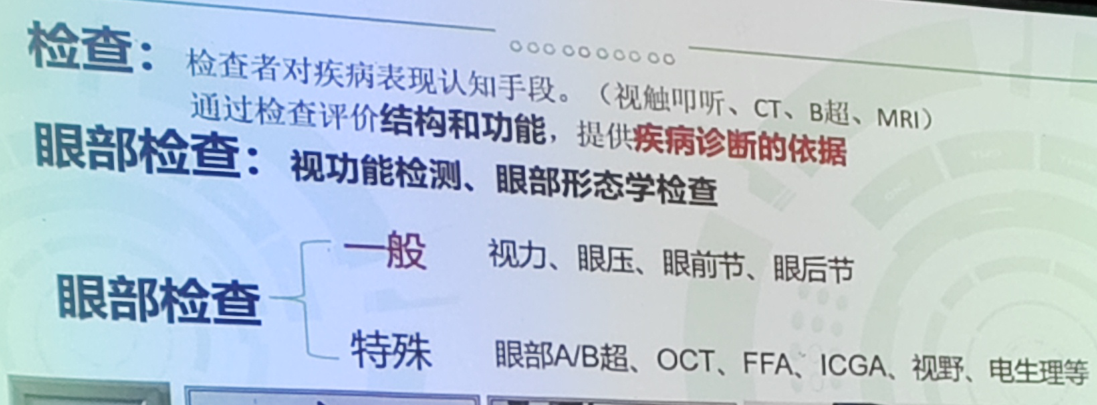 检查：检查者对疾病表现认知手段。（视触叩听、CT、B超、MRI）
通过检查评价结构和功能，提供疾病诊断的依据
眼部检查：视功能检测、眼部形态学检查
一般 视力、眼压、眼前节、眼后节
眼部检查
特殊 眼部A/B超、OCT、FFA、ICGA、视野、电生理等